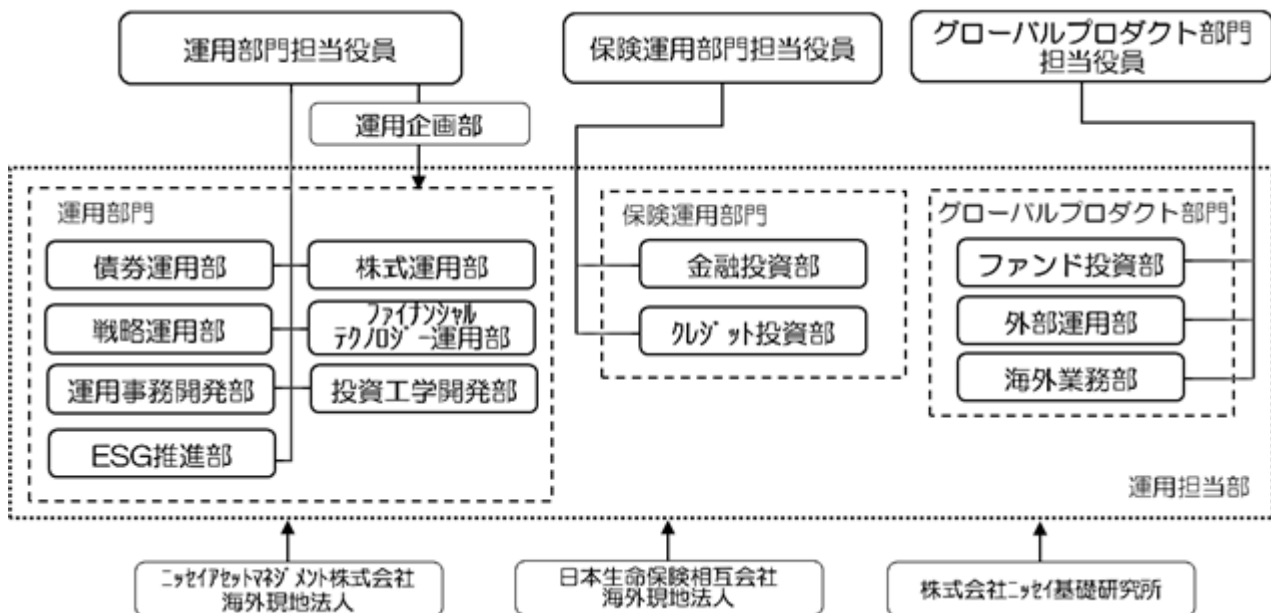 運用部門担当役員
保険運用部門担当役員
グローバルプロダクト部門
担当役員
運用企画部
運用部門
債券運用部
株式運用部
戦略運用部
ファイナンシャル
テクノロジー運用部
運用事務開発部
投資工学開発部
ESG推進部
保険運用部門
金融投資部
クレジット投資部
グローバルプロダクト部門
ファンド投資部
外部運用部
海外業務部
運用担当部
ニッセイアセットマネジメント株式会社
海外現地法人
日本生命保険相互会社
海外現地法人
株式会社ニッセイ基礎研究所